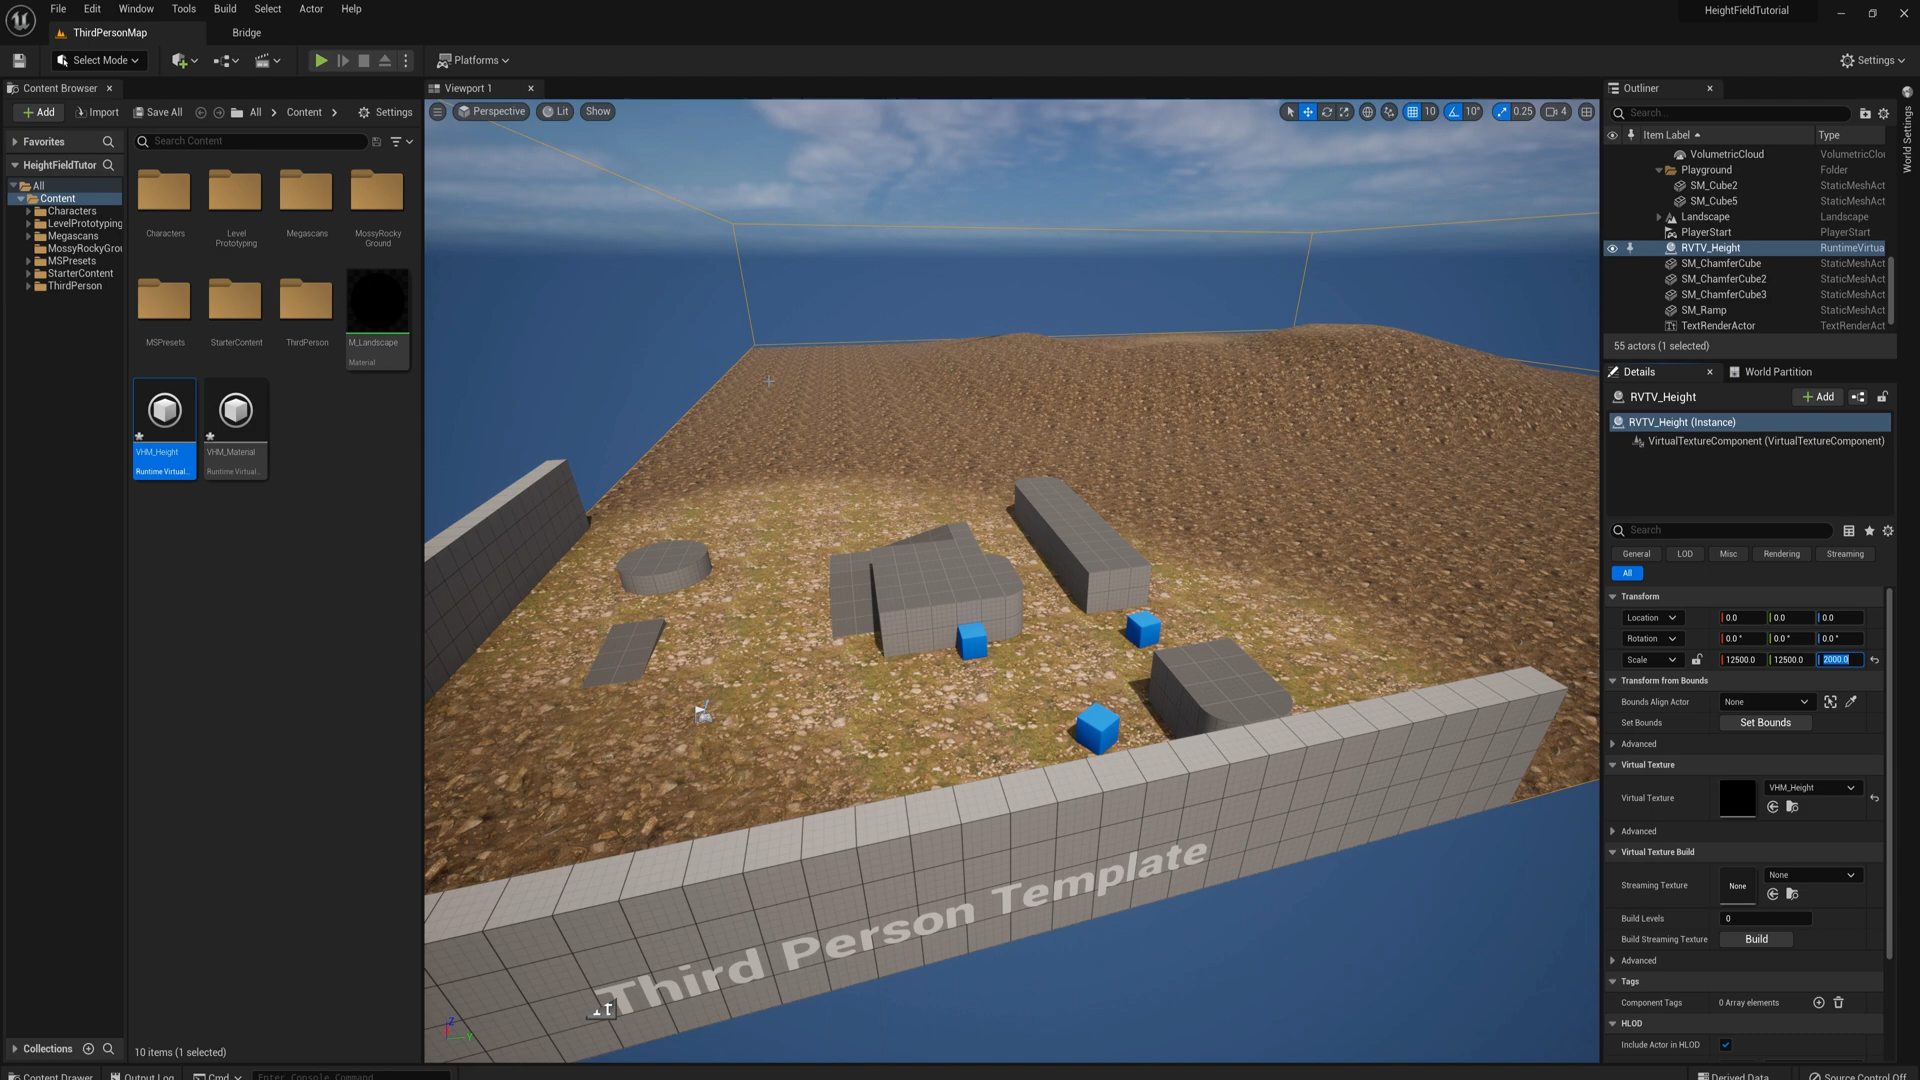 File Edit Window Tools Build Select Actor Help
HeightFieldTutorial
ThirdPersonMap
Bridge
Select Mode
Platforms
Settings
Content Browser
Viewport 1
Outliner
Add Import Save All All Content Settings
Perspective Lit Show
10 10° 0.25 4
Search...
World Settings
Favorites
Search Content
Item Label Type
HeightFieldTutor
All
Content
Characters
LevelPrototyping
Megascans
MossyRockyGrou
MSPresets
StarterContent
ThirdPerson
Characters
Level Prototyping
Megascans
MossyRocky Ground
MSPresets
StarterContent
ThirdPerson
M_Landscape
Material
VHM_Height
Runtime Virtual...
VHM_Material
Runtime Virtual...
VolumetricCloud VolumetricClo
Playground Folder
SM_Cube2 StaticMeshAct
SM_Cube5 StaticMeshAct
Landscape Landscape
PlayerStart PlayerStart
RVTV_Height RuntimeVirtua
SM_ChamferCube StaticMeshAct
SM_ChamferCube2 StaticMeshAct
SM_ChamferCube3 StaticMeshAct
SM_Ramp StaticMeshAct
TextRenderActor TextRenderAct
55 actors (1 selected)
Details
World Partition
RVTV_Height
Add
RVTV_Height (Instance)
VirtualTextureComponent (VirtualTextureComponent)
Search
General LOD Misc Rendering Streaming
All
Transform
Location 0.0 0.0 0.0
Rotation 0.0° 0.0° 0.0°
Scale 12500.0 12500.0 2000.0
Transform from Bounds
Bounds Align Actor None
Set Bounds Set Bounds
Advanced
Virtual Texture
Virtual Texture VHM_Height
Advanced
Virtual Texture Build
Streaming Texture None None
Build Levels 0
Build Streaming Texture Build
Advanced
Tags
Component Tags 0 Array elements
HLOD
Include Actor in HLOD
Third Person Template
Collections
10 items (1 selected)
Content Drawer Output Log Cmd Enter Console Command
Derived Data Source Control Off